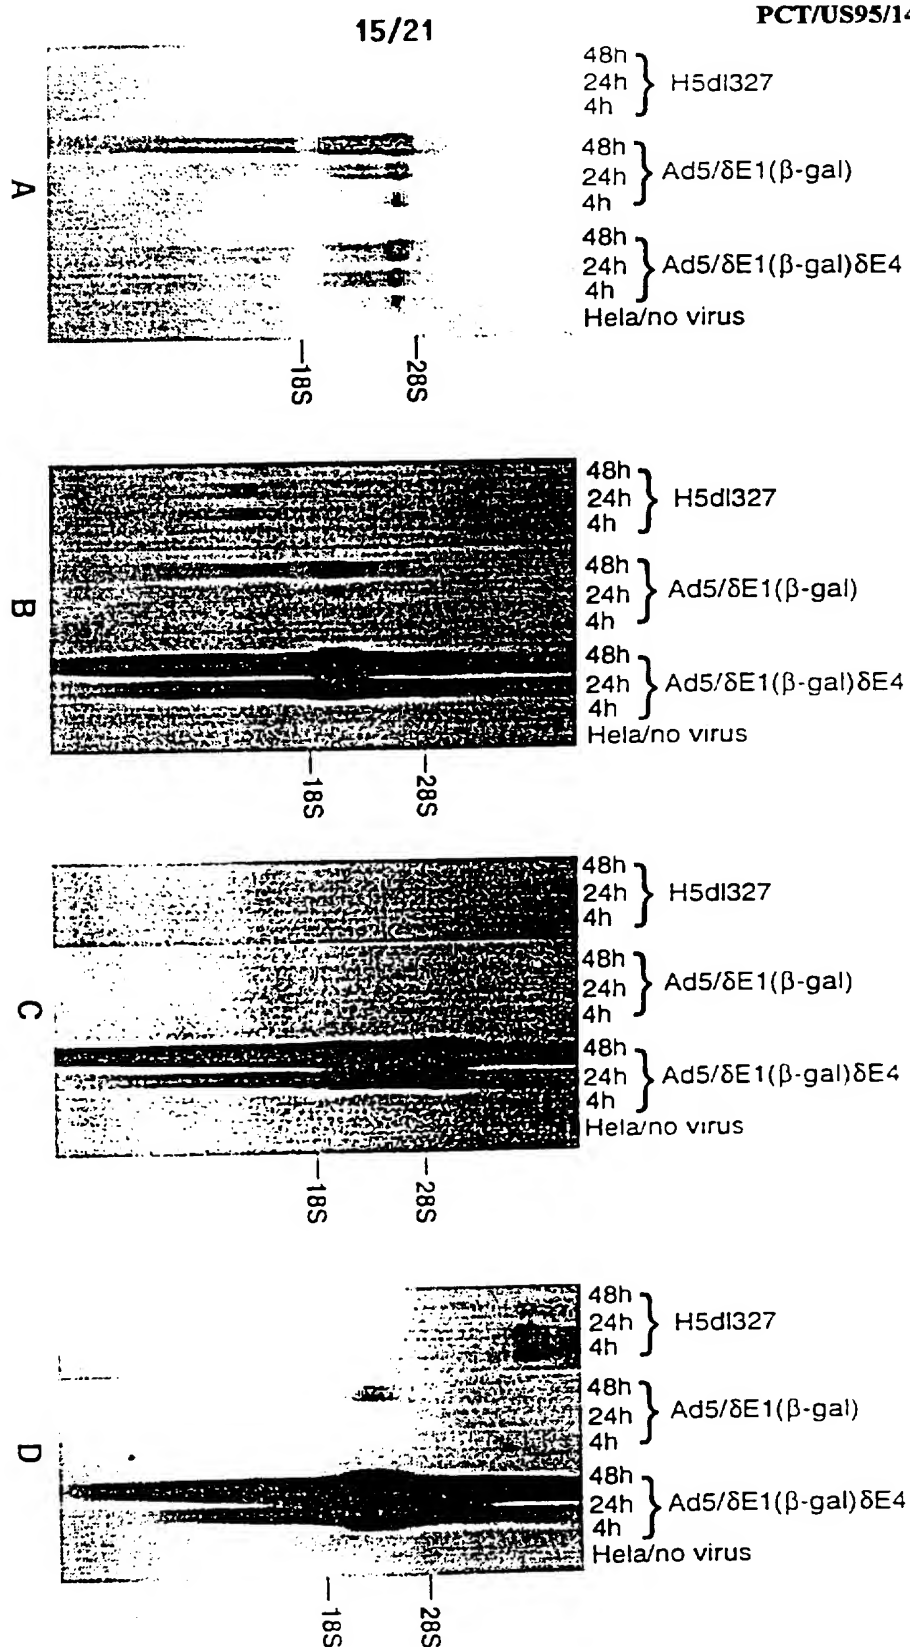 15/21
PCT/US95/14
48h
24h
4h
H5dl327
48h
24h
4h
Ad5/δE1(β-gal)
48h
24h
4h
Ad5/δE1(β-gal)δE4
Hela/no virus
A
-18S
-28S
48h
24h
4h
H5dl327
48h
24h
4h
Ad5/δE1(β-gal)
48h
24h
4h
Ad5/δE1(β-gal)δE4
Hela/no virus
B
-18S
-28S
48h
24h
4h
H5dl327
48h
24h
4h
Ad5/δE1(β-gal)
48h
24h
4h
Ad5/δE1(β-gal)δE4
Hela/no virus
C
-18S
-28S
48h
24h
4h
H5dl327
48h
24h
4h
Ad5/δE1(β-gal)
48h
24h
4h
Ad5/δE1(β-gal)δE4
Hela/no virus
D
-18S
-28S